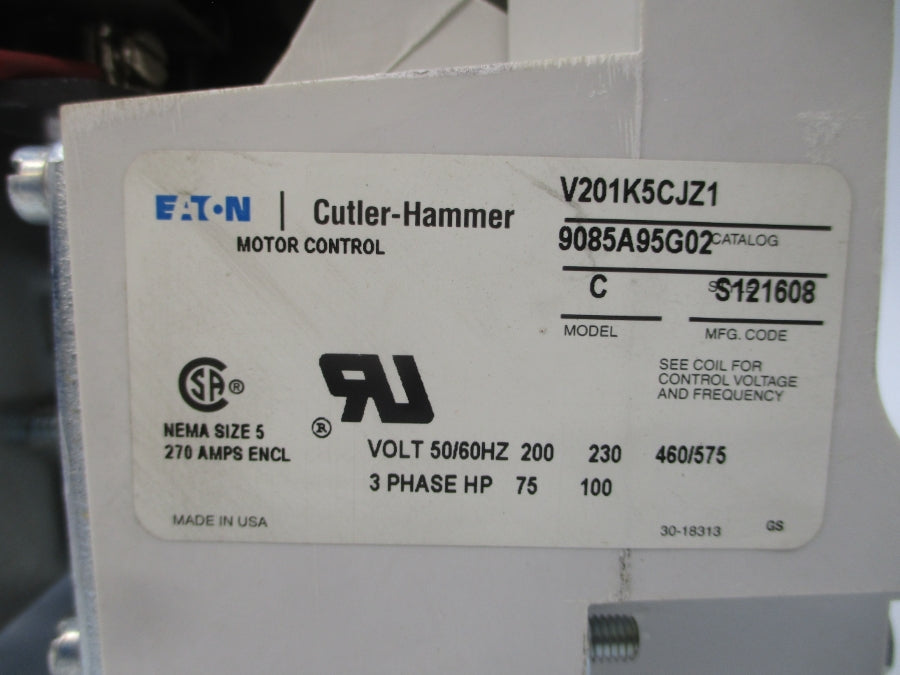 EATON | Cutler-Hammer
MOTOR CONTROL
V201K5CJZ1
9085A95G02 CATALOG
C S121608
MODEL MFG. CODE
SEE COIL FOR
CONTROL VOLTAGE
AND FREQUENCY
SA ®
NEMA SIZE 5
270 AMPS ENCL
RU ®
VOLT 50/60HZ 200 230 460/575
3 PHASE HP 75 100
MADE IN USA
30-18313 GS